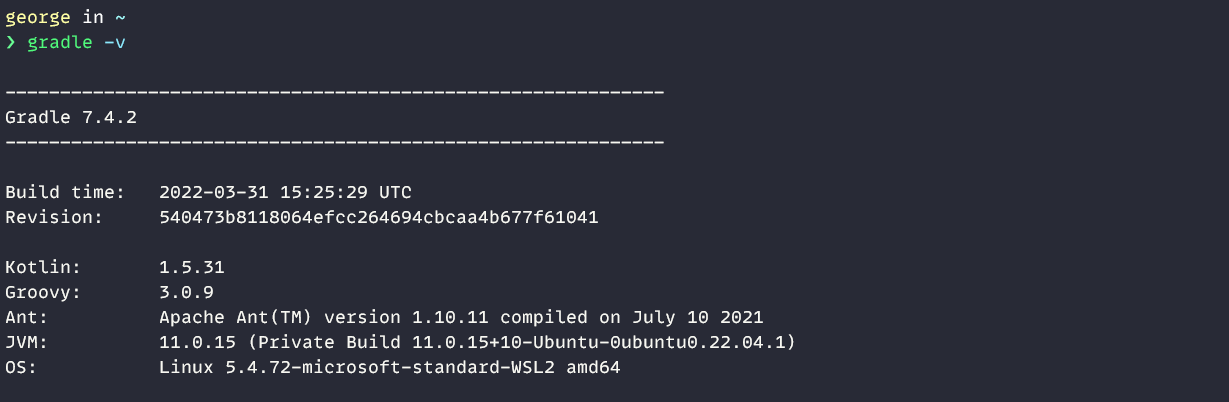 george in ~
❯ gradle -v
------------------------------------------------------------
Gradle 7.4.2
------------------------------------------------------------
Build time:   2022-03-31 15:25:29 UTC
Revision:     540473b8118064efcc264694cbcaa4b677f61041
Kotlin:       1.5.31
Groovy:       3.0.9
Ant:          Apache Ant(TM) version 1.10.11 compiled on July 10 2021
JVM:          11.0.15 (Private Build 11.0.15+10-Ubuntu-0ubuntu0.22.04.1)
OS:           Linux 5.4.72-microsoft-standard-WSL2 amd64